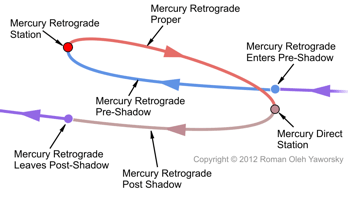 Mercury Retrograde
Station
Mercury Retrograde
Proper
Mercury Retrograde
Enters Pre-Shadow
Mercury Retrograde
Pre-Shadow
Mercury Direct
Station
Mercury Retrograde
Leaves Post-Shadow
Mercury Retrograde
Post Shadow
Copyright © 2012 Roman Oleh Yaworsky